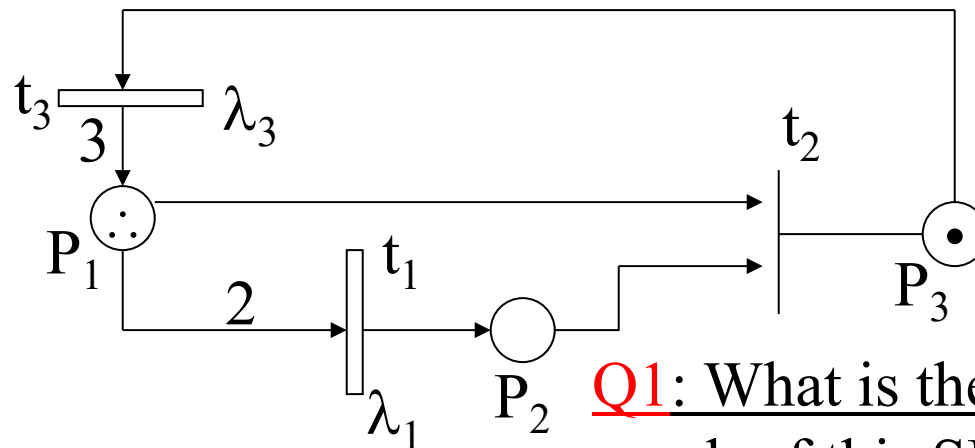 t₃
λ₃
3
t₂
P₁
t₁
2
P₃
P₂
λ₁
Q1: What is the